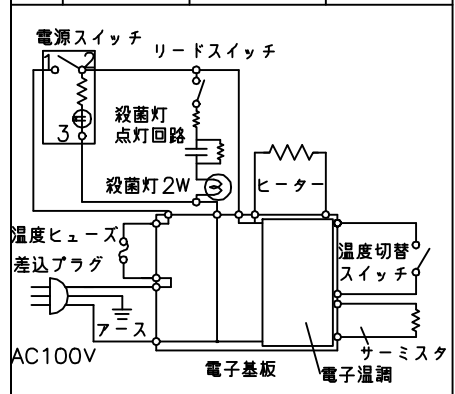 電源スイッチ
リードスイッチ
1
2
殺菌灯
点灯回路
3
殺菌灯2W
ヒーター
温度ヒューズ
温度切替
スイッチ
差込プラグ
アース
サーミスタ
AC100V
電子基板
電子温調